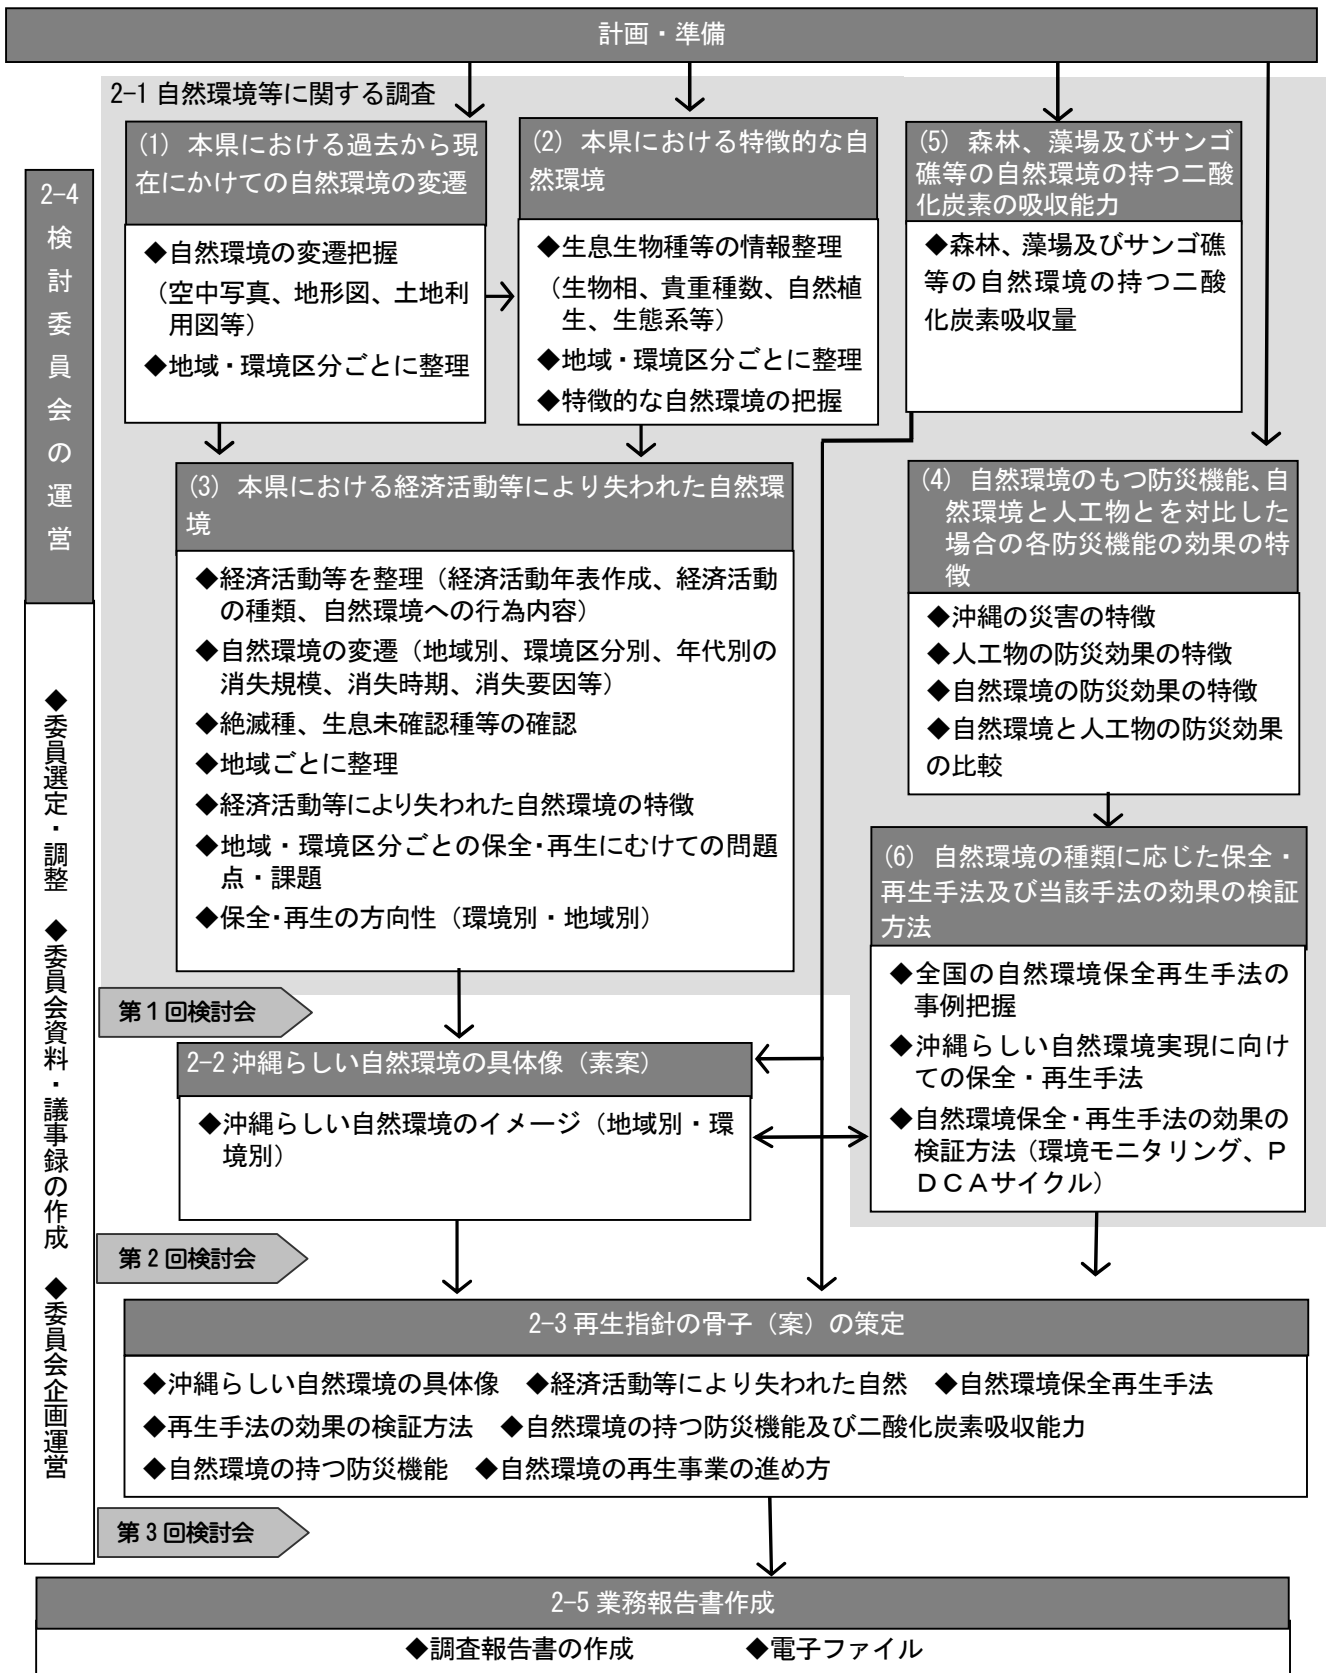 計画・準備
2-1 自然環境等に関する調査
(1) 本県における過去から現
在にかけての自然環境の変遷
◆自然環境の変遷把握
(空中写真、地形図、土地利
用図等)
◆地域・環境区分ごとに整理
(2) 本県における特徴的な自
然環境
◆生息生物種等の情報整理
(生物相、貴重種数、自然植
生、生態系等)
◆地域・環境区分ごとに整理
◆特徴的な自然環境の把握
(5) 森林、藻場及びサンゴ
礁等の自然環境の持つ二酸
化炭素の吸収能力
◆森林、藻場及びサンゴ礁
等の自然環境の持つ二酸
化炭素吸収量
2-4
検討委員会の運営
◆委員選定・調整 ◆委員会資料・議事録の作成 ◆委員会企画運営
(3) 本県における経済活動等により失われた自然環
境
◆経済活動等を整理(経済活動年表作成、経済活動
の種類、自然環境への行為内容)
◆自然環境の変遷(地域別、環境区分別、年代別の
消失規模、消失時期、消失要因等)
◆絶滅種、生息未確認種等の確認
◆地域ごとに整理
◆経済活動等により失われた自然環境の特徴
◆地域・環境区分ごとの保全・再生にむけての問題
点・課題
◆保全・再生の方向性(環境別・地域別)
(4) 自然環境のもつ防災機能、自
然環境と人工物とを対比した
場合の各防災機能の効果の特
徴
◆沖縄の災害の特徴
◆人工物の防災効果の特徴
◆自然環境の防災効果の特徴
◆自然環境と人工物の防災効果
の比較
(6) 自然環境の種類に応じた保全・
再生手法及び当該手法の効果の検証
方法
◆全国の自然環境保全再生手法の
事例把握
◆沖縄らしい自然環境実現に向け
ての保全・再生手法
◆自然環境保全・再生手法の効果の
検証方法(環境モニタリング、P
DCAサイクル)
第1回検討会
2-2 沖縄らしい自然環境の具体像(素案)
◆沖縄らしい自然環境のイメージ(地域別・環
境別)
第2回検討会
2-3 再生指針の骨子(案)の策定
◆沖縄らしい自然環境の具体像 ◆経済活動等により失われた自然 ◆自然環境保全再生手法
◆再生手法の効果の検証方法 ◆自然環境の持つ防災機能及び二酸化炭素吸収能力
◆自然環境の持つ防災機能 ◆自然環境の再生事業の進め方
第3回検討会
2-5 業務報告書作成
◆調査報告書の作成 ◆電子ファイル